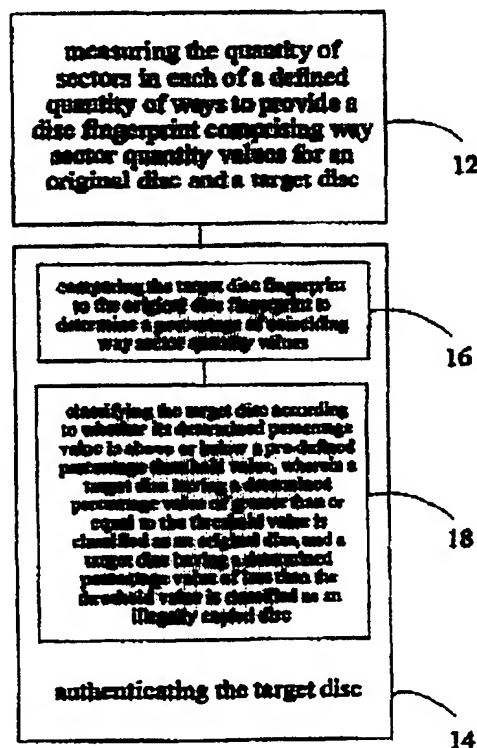 measuring the quantity of
sectors in each of a defined
quantity of ways to provide a
disc fingerprint comprising way
sector quantity values for an
original disc and a target disc
12
comparing the target disc fingerprint
to the original disc fingerprint to
determine a percentage of coinciding
way sector quantity values
16
classifying the target disc according
to whether its determined percentage
value is above or below a pre-defined
percentage threshold value, wherein a
target disc having a determined
percentage value of greater than or
equal to the threshold value is
classified as an original disc, and a
target disc having a determined
percentage value of less than the
threshold value is classified as an
illegally copied disc
18
authenticating the target disc
14